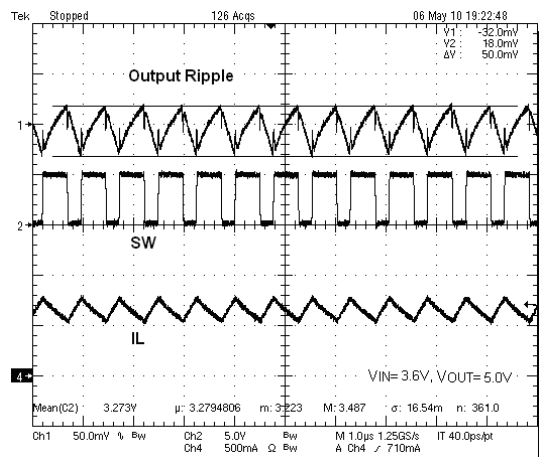 Tek Stopped 126 Acqs 06 May 10 19:22:48
V1 : -32.0mV
V2 : 18.0mV
ΔV : 50.0mV
Output Ripple
1
2
SW
IL
4
VIN= 3.6V, VOUT= 5.0V
Mean(C2) 3.273V µ: 3.2794806 m: 3.223 M: 3.487 σ: 16.54m n: 361.0
Ch1 50.0mV ∿ Bw Ch2 5.0V Bw M 1.0µs 1.25GS/s IT 40.0ps/pt
Ch4 500mA Ω Bw A Ch4 ∕ 710mA